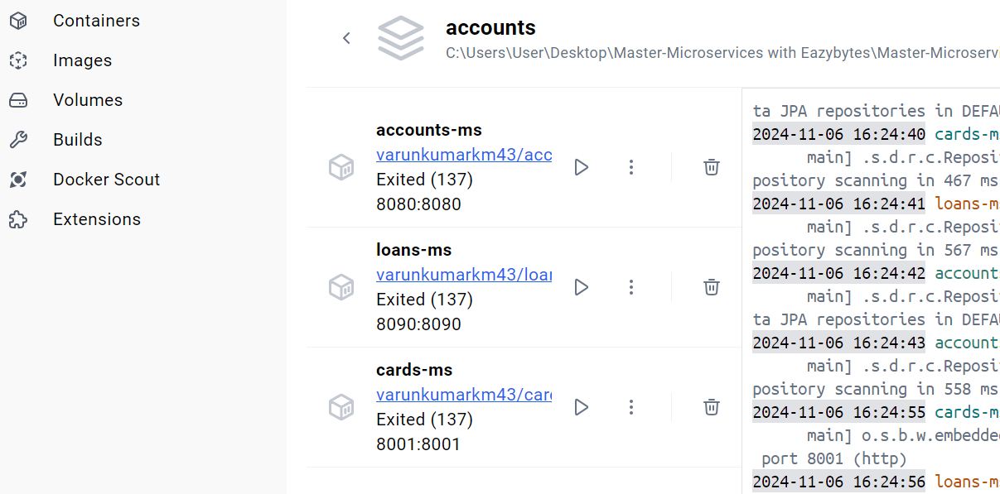 Containers
Images
Volumes
Builds
Docker Scout
Extensions
accounts
C:\Users\User\Desktop\Master-Microservices with Eazybytes\Master-Microservi
accounts-ms
varunkumarkm43/acc
Exited (137)
8080:8080
loans-ms
varunkumarkm43/loan
Exited (137)
8090:8090
cards-ms
varunkumarkm43/card
Exited (137)
8001:8001
ta JPA repositories in DEFAU
2024-11-06 16:24:40 cards-m
main] .s.d.r.c.Reposi
pository scanning in 467 ms
2024-11-06 16:24:41 loans-m
main] .s.d.r.c.Reposi
pository scanning in 567 ms
2024-11-06 16:24:42 account
main] .s.d.r.c.Reposi
ta JPA repositories in DEFAU
2024-11-06 16:24:43 account
main] .s.d.r.c.Reposi
pository scanning in 558 ms
2024-11-06 16:24:55 cards-m
main] o.s.b.w.embedde
port 8001 (http)
2024-11-06 16:24:56 loans-m